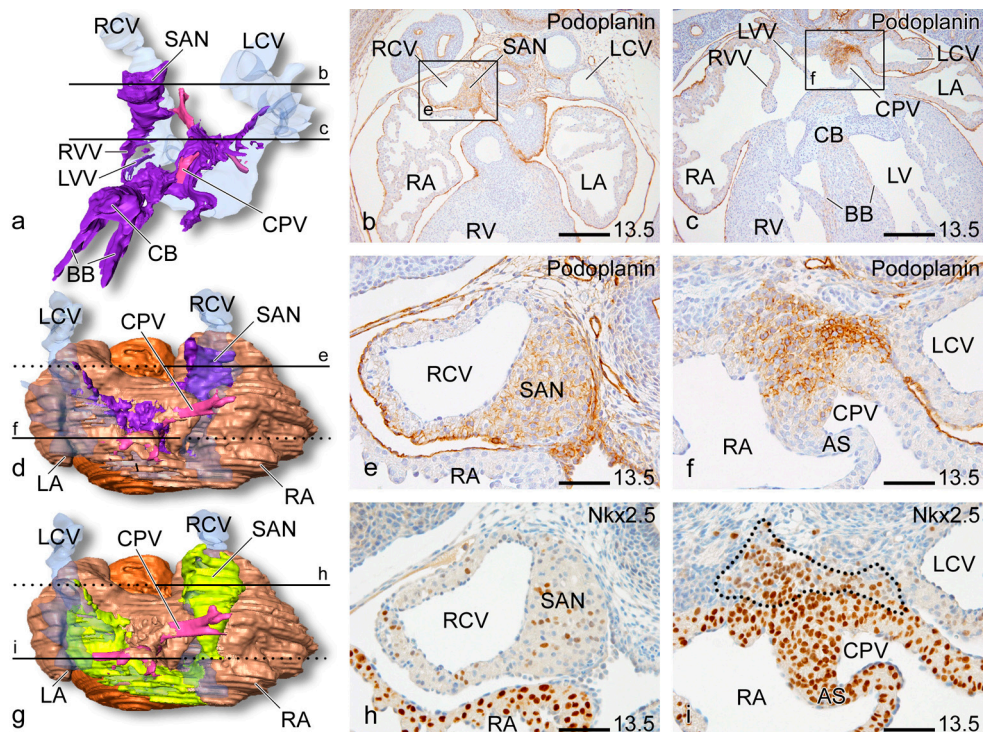 RCV
SAN
LCV
b
c
RVV
LVV
CPV
CB
BB
a
Podoplanin
RCV
SAN
LCV
e
RA
LA
RV
b
13.5
Podoplanin
LVV
RVV
LCV
f
LA
CPV
CB
RA
LV
BB
RV
c
13.5
LCV
CPV
RCV
SAN
e
f
d
LA
RA
Podoplanin
RCV
SAN
RA
e
13.5
Podoplanin
LCV
CPV
RA
AS
f
13.5
LCV
CPV
RCV
SAN
h
i
LA
g
RA
Nkx2.5
SAN
RCV
h
RA
13.5
Nkx2.5
LCV
CPV
RA
AS
i
13.5